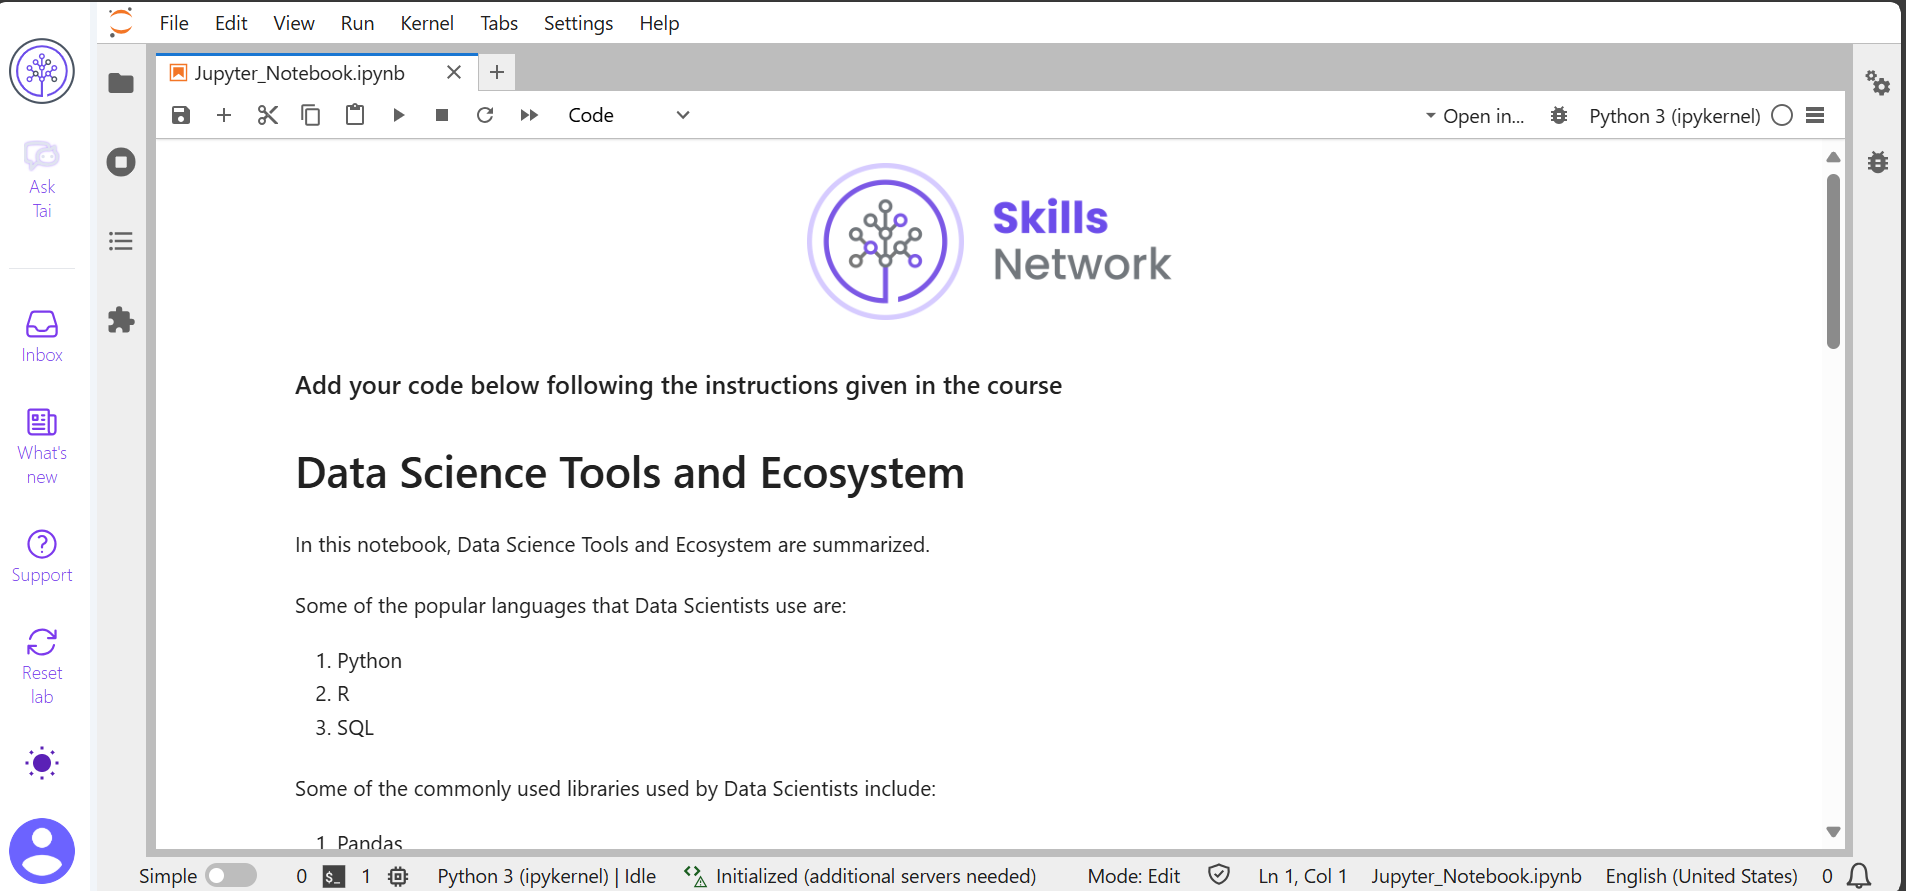 File Edit View Run Kernel Tabs Settings Help
Jupyter_Notebook.ipynb
Code
Open in...
Python 3 (ipykernel)
Ask
Tai
Inbox
What's
new
Support
Reset
lab
Skills
Network
Add your code below following the instructions given in the course
Data Science Tools and Ecosystem
In this notebook, Data Science Tools and Ecosystem are summarized.
Some of the popular languages that Data Scientists use are:
1. Python
2. R
3. SQL
Some of the commonly used libraries used by Data Scientists include:
1. Pandas
Simple 0 $_ 1 Python 3 (ipykernel) | Idle Initialized (additional servers needed) Mode: Edit Ln 1, Col 1 Jupyter_Notebook.ipynb English (United States) 0